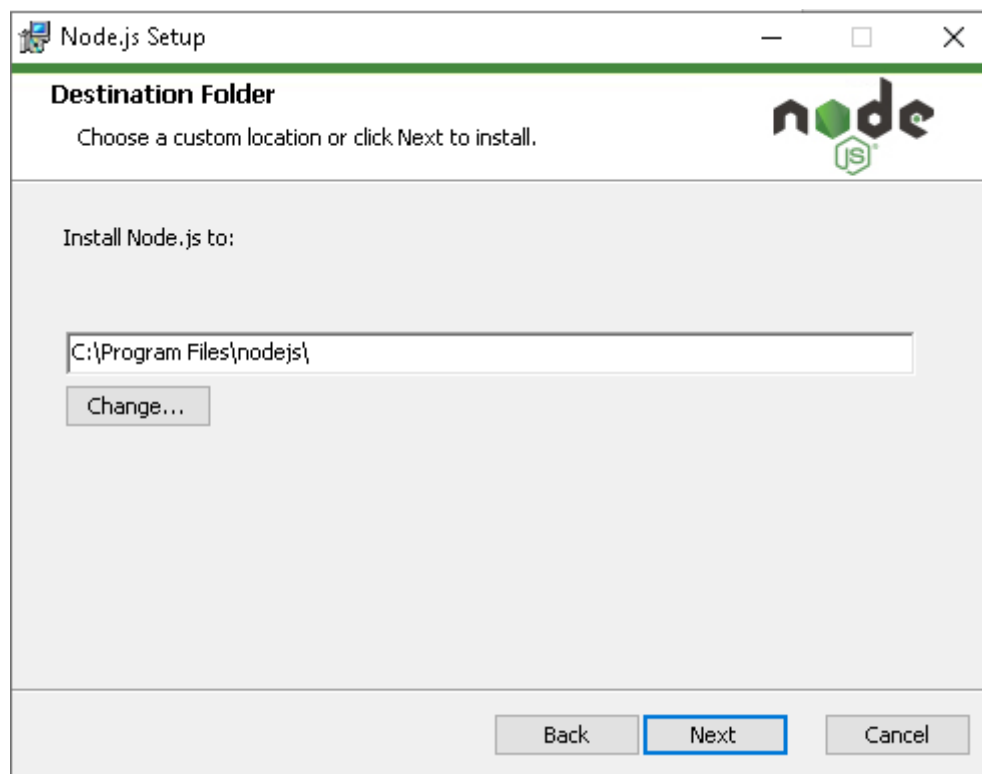 Node.js Setup
Destination Folder
Choose a custom location or click Next to install.
node
JS
Install Node.js to:
C:\Program Files\nodejs\
Change...
Back
Next
Cancel